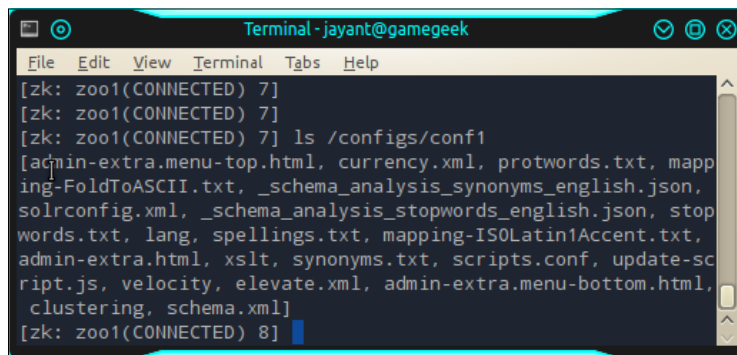 Terminal - jayant@gamegeek
File Edit View Terminal Tabs Help
[zk: zoo1(CONNECTED) 7]
[zk: zoo1(CONNECTED) 7]
[zk: zoo1(CONNECTED) 7] ls /configs/conf1
[admin-extra.menu-top.html, currency.xml, protwords.txt, mapp
ing-FoldToASCII.txt, _schema_analysis_synonyms_english.json,
solrconfig.xml, _schema_analysis_stopwords_english.json, stop
words.txt, lang, spellings.txt, mapping-ISOLatin1Accent.txt,
admin-extra.html, xslt, synonyms.txt, scripts.conf, update-sc
ript.js, velocity, elevate.xml, admin-extra.menu-bottom.html,
clustering, schema.xml]
[zk: zoo1(CONNECTED) 8]